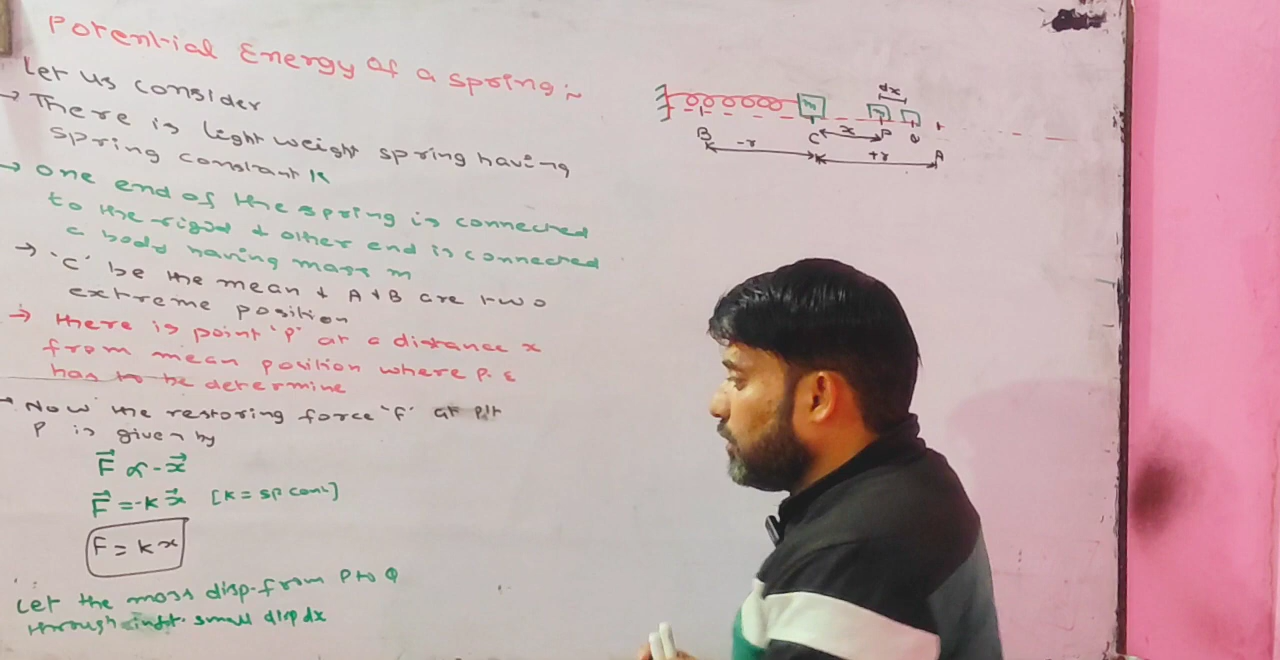 Potential Energy of a spring :~
Let us consider
→ There is light weight spring having
spring constant k
→ one end of the spring is connected
to the rigid & other end is connected
a body having mass m
→ 'C' be the mean & A & B are two
extreme position
→ there is point 'P' at a distance x
from mean position where P.E
has to be determine
→ Now the restoring force 'F' at pt
P is given by
F⃗ ∝ -x⃗
F⃗ = -k x⃗ [k = sp cont]
F = kx
Let the mass disp. from P to Q
through small disp dx
dx
m m
B C x P Q A
-r +r